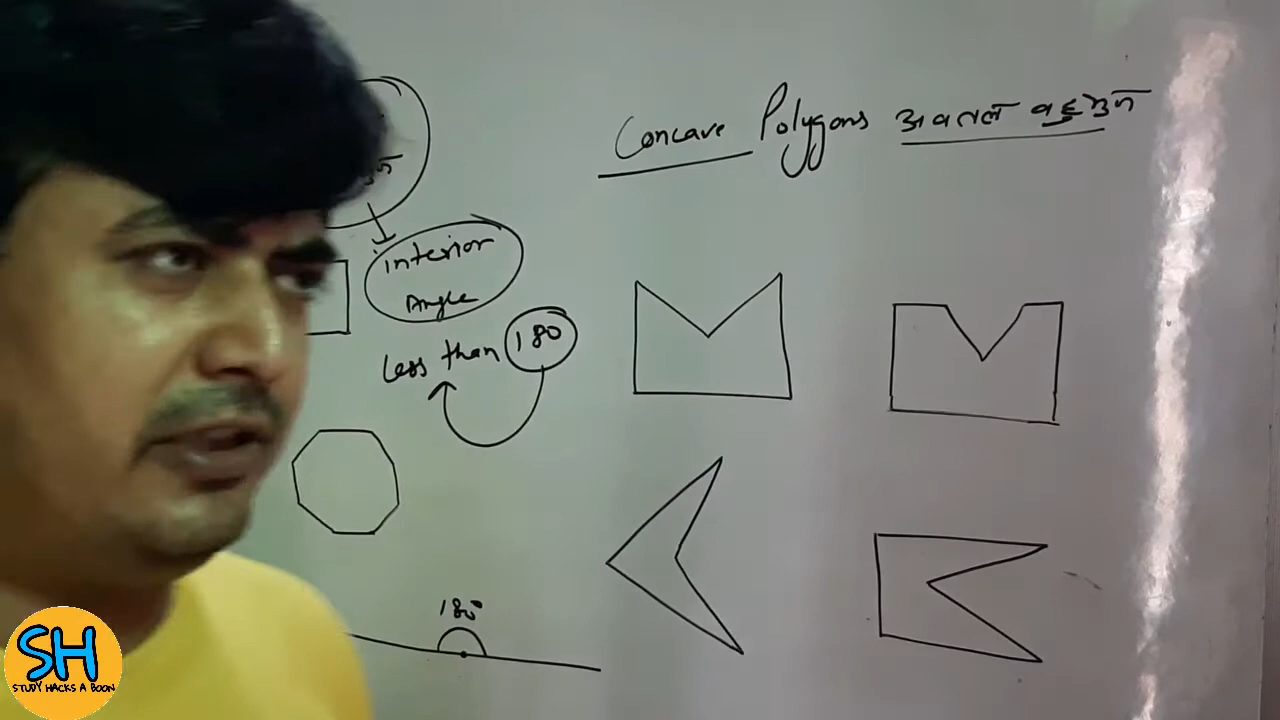 Concave Polygons अवतल बहुभुज
interior
Angle
Less than 180
180°
SH
STUDY HACKS A BOON